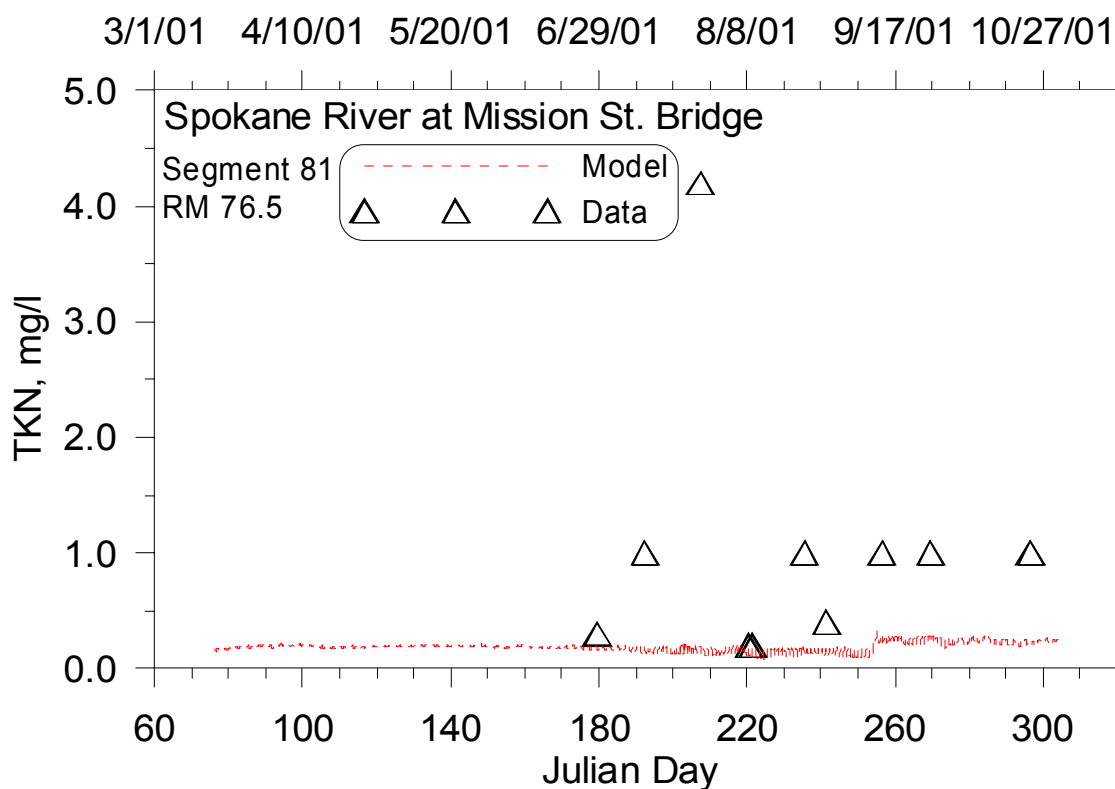 3/1/01 4/10/01 5/20/01 6/29/01 8/8/01 9/17/01 10/27/01
5.0
Spokane River at Mission St. Bridge
Segment 81
Model
RM 76.5
Data
4.0
3.0
2.0
1.0
0.0
TKN, mg/l
60 100 140 180 220 260 300
Julian Day